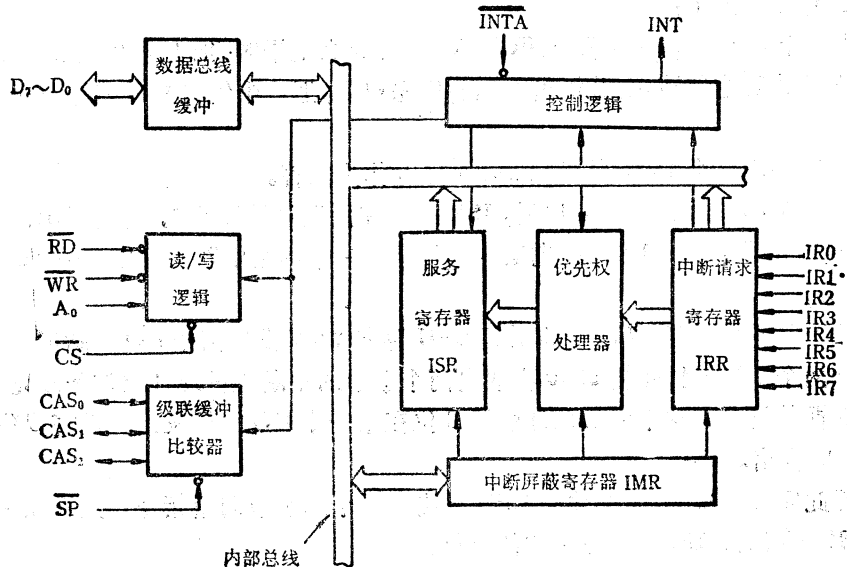 INTA
INT
数据总线
缓冲
D₇~D₀
控制逻辑
RD
WR
A₀
CS
读/写
逻辑
服务
寄存器
ISR
优先权
处理器
中断请求
寄存器
IRR
IR0
IR1
IR2
IR3
IR4
IR5
IR6
IR7
CAS₀
CAS₁
CAS₂
级联缓冲
比较器
SP
中断屏蔽寄存器 IMR
内部总线